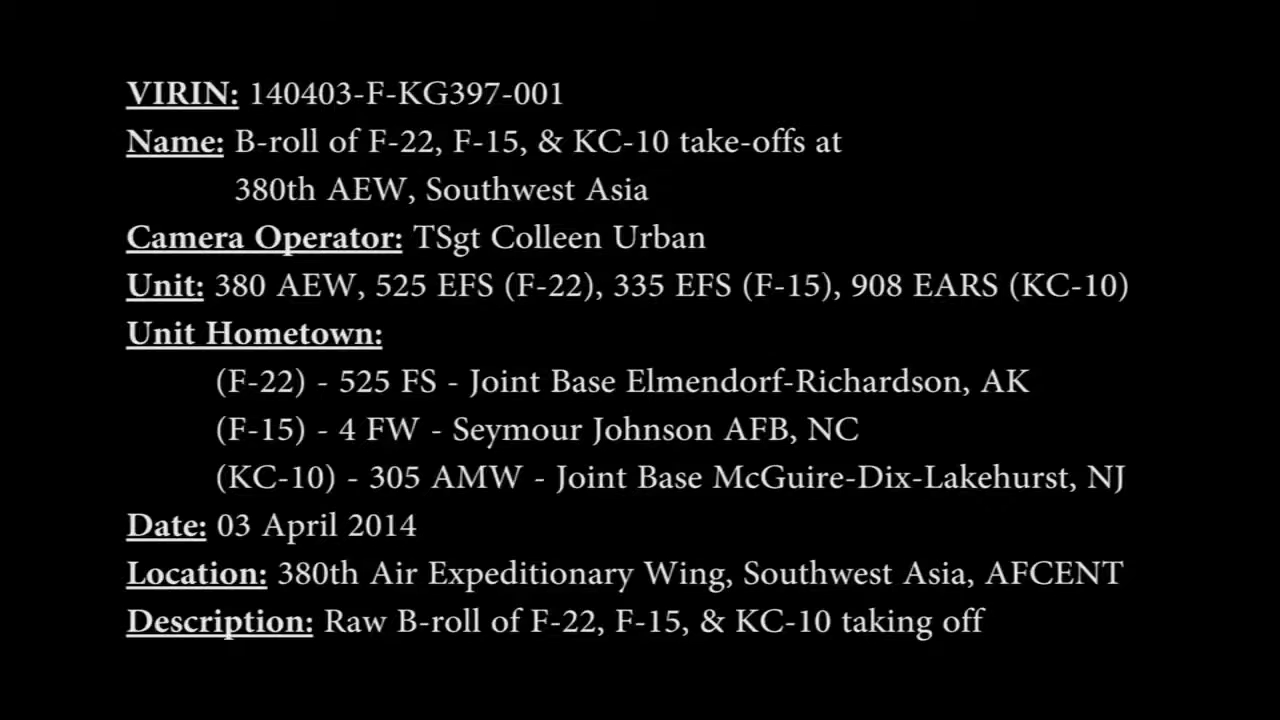 VIRIN: 140403-F-KG397-001
Name: B-roll of F-22, F-15, & KC-10 take-offs at
380th AEW, Southwest Asia
Camera Operator: TSgt Colleen Urban
Unit: 380 AEW, 525 EFS (F-22), 335 EFS (F-15), 908 EARS (KC-10)
Unit Hometown:
(F-22) - 525 FS - Joint Base Elmendorf-Richardson, AK
(F-15) - 4 FW - Seymour Johnson AFB, NC
(KC-10) - 305 AMW - Joint Base McGuire-Dix-Lakehurst, NJ
Date: 03 April 2014
Location: 380th Air Expeditionary Wing, Southwest Asia, AFCENT
Description: Raw B-roll of F-22, F-15, & KC-10 taking off